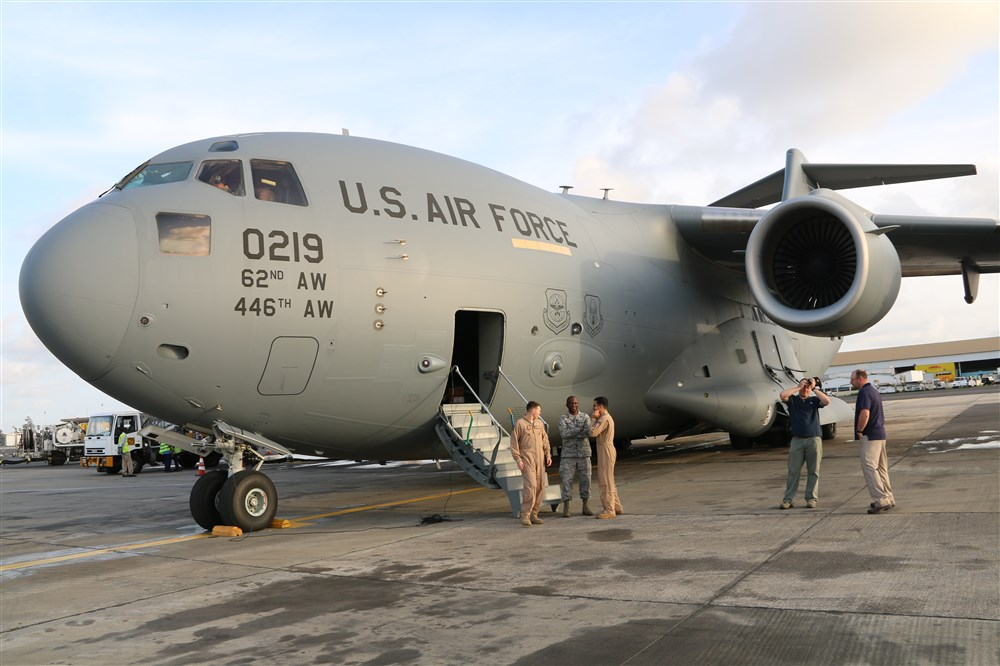 U.S. AIR FORCE
0219
62ND AW
446TH AW